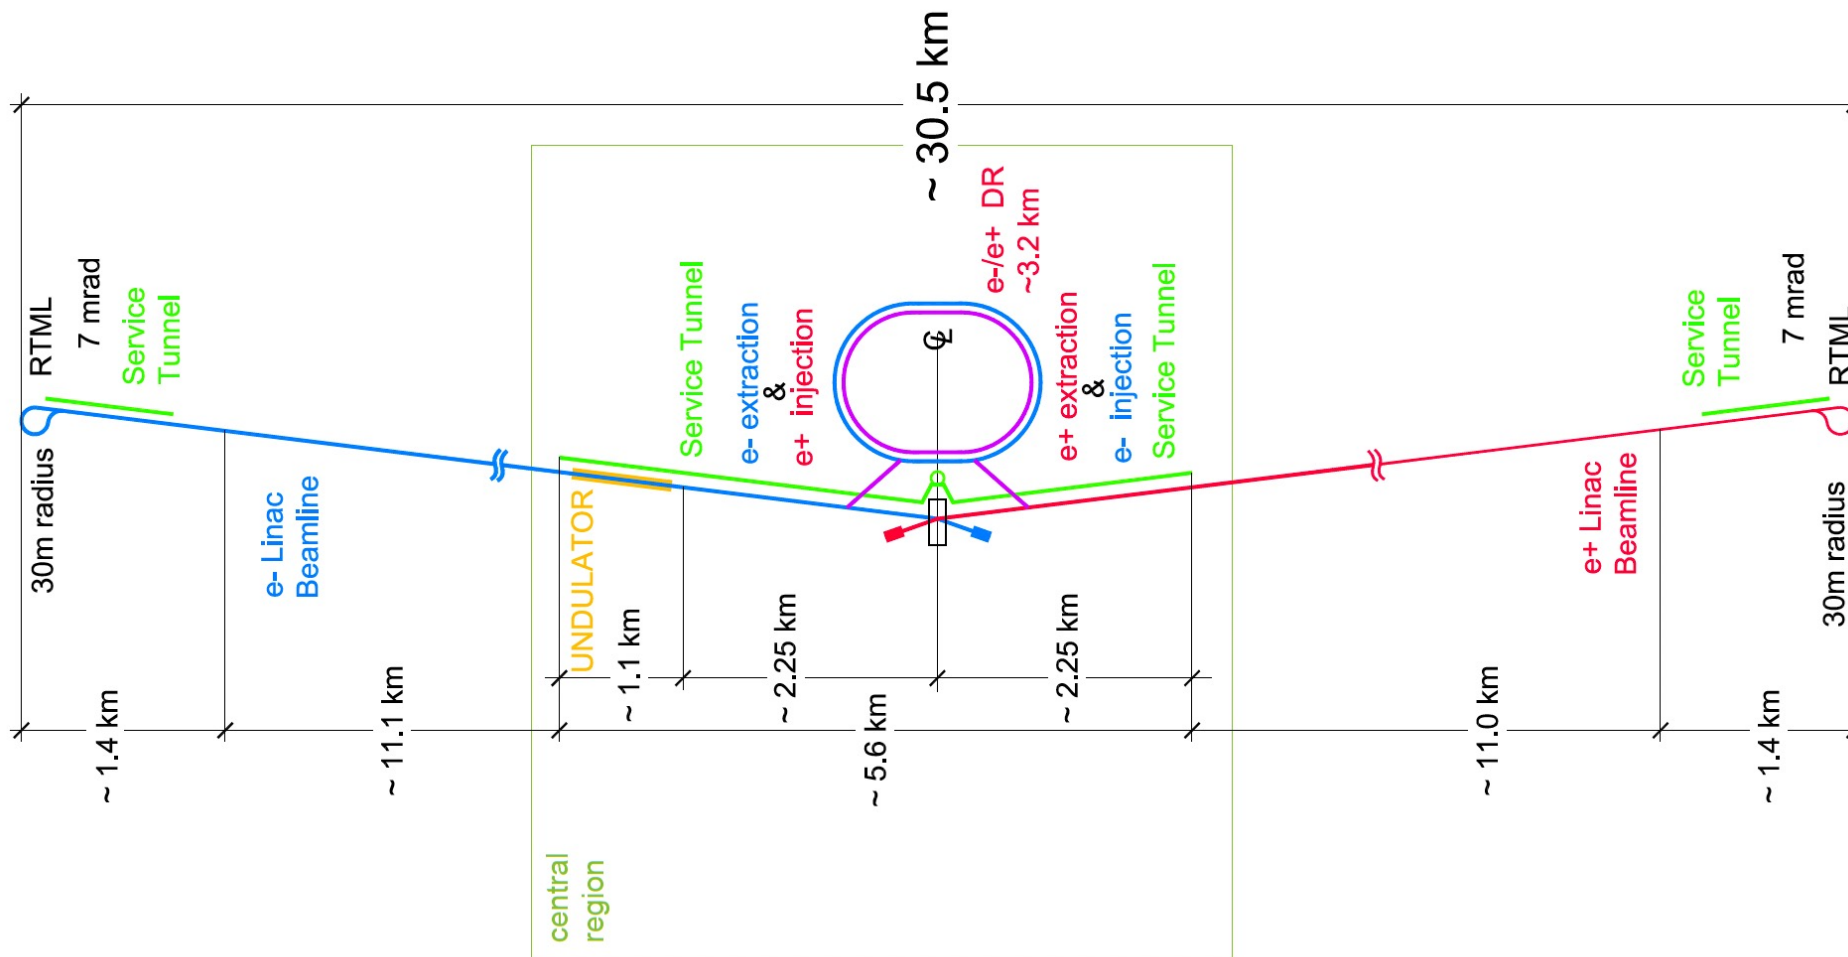 ~ 30.5 km
RTML
7 mrad
Service
Tunnel
30m radius
e- Linac
Beamline
UNDULATOR
Service Tunnel
e- extraction
&
e+ injection
e-/e+ DR
~3.2 km
℄
e+ extraction
&
e- injection
Service Tunnel
Service
Tunnel
7 mrad
RTML
30m radius
e+ Linac
Beamline
~ 1.1 km
~ 2.25 km
~ 2.25 km
~ 1.4 km
~ 11.1 km
~ 5.6 km
~ 11.0 km
~ 1.4 km
central
region